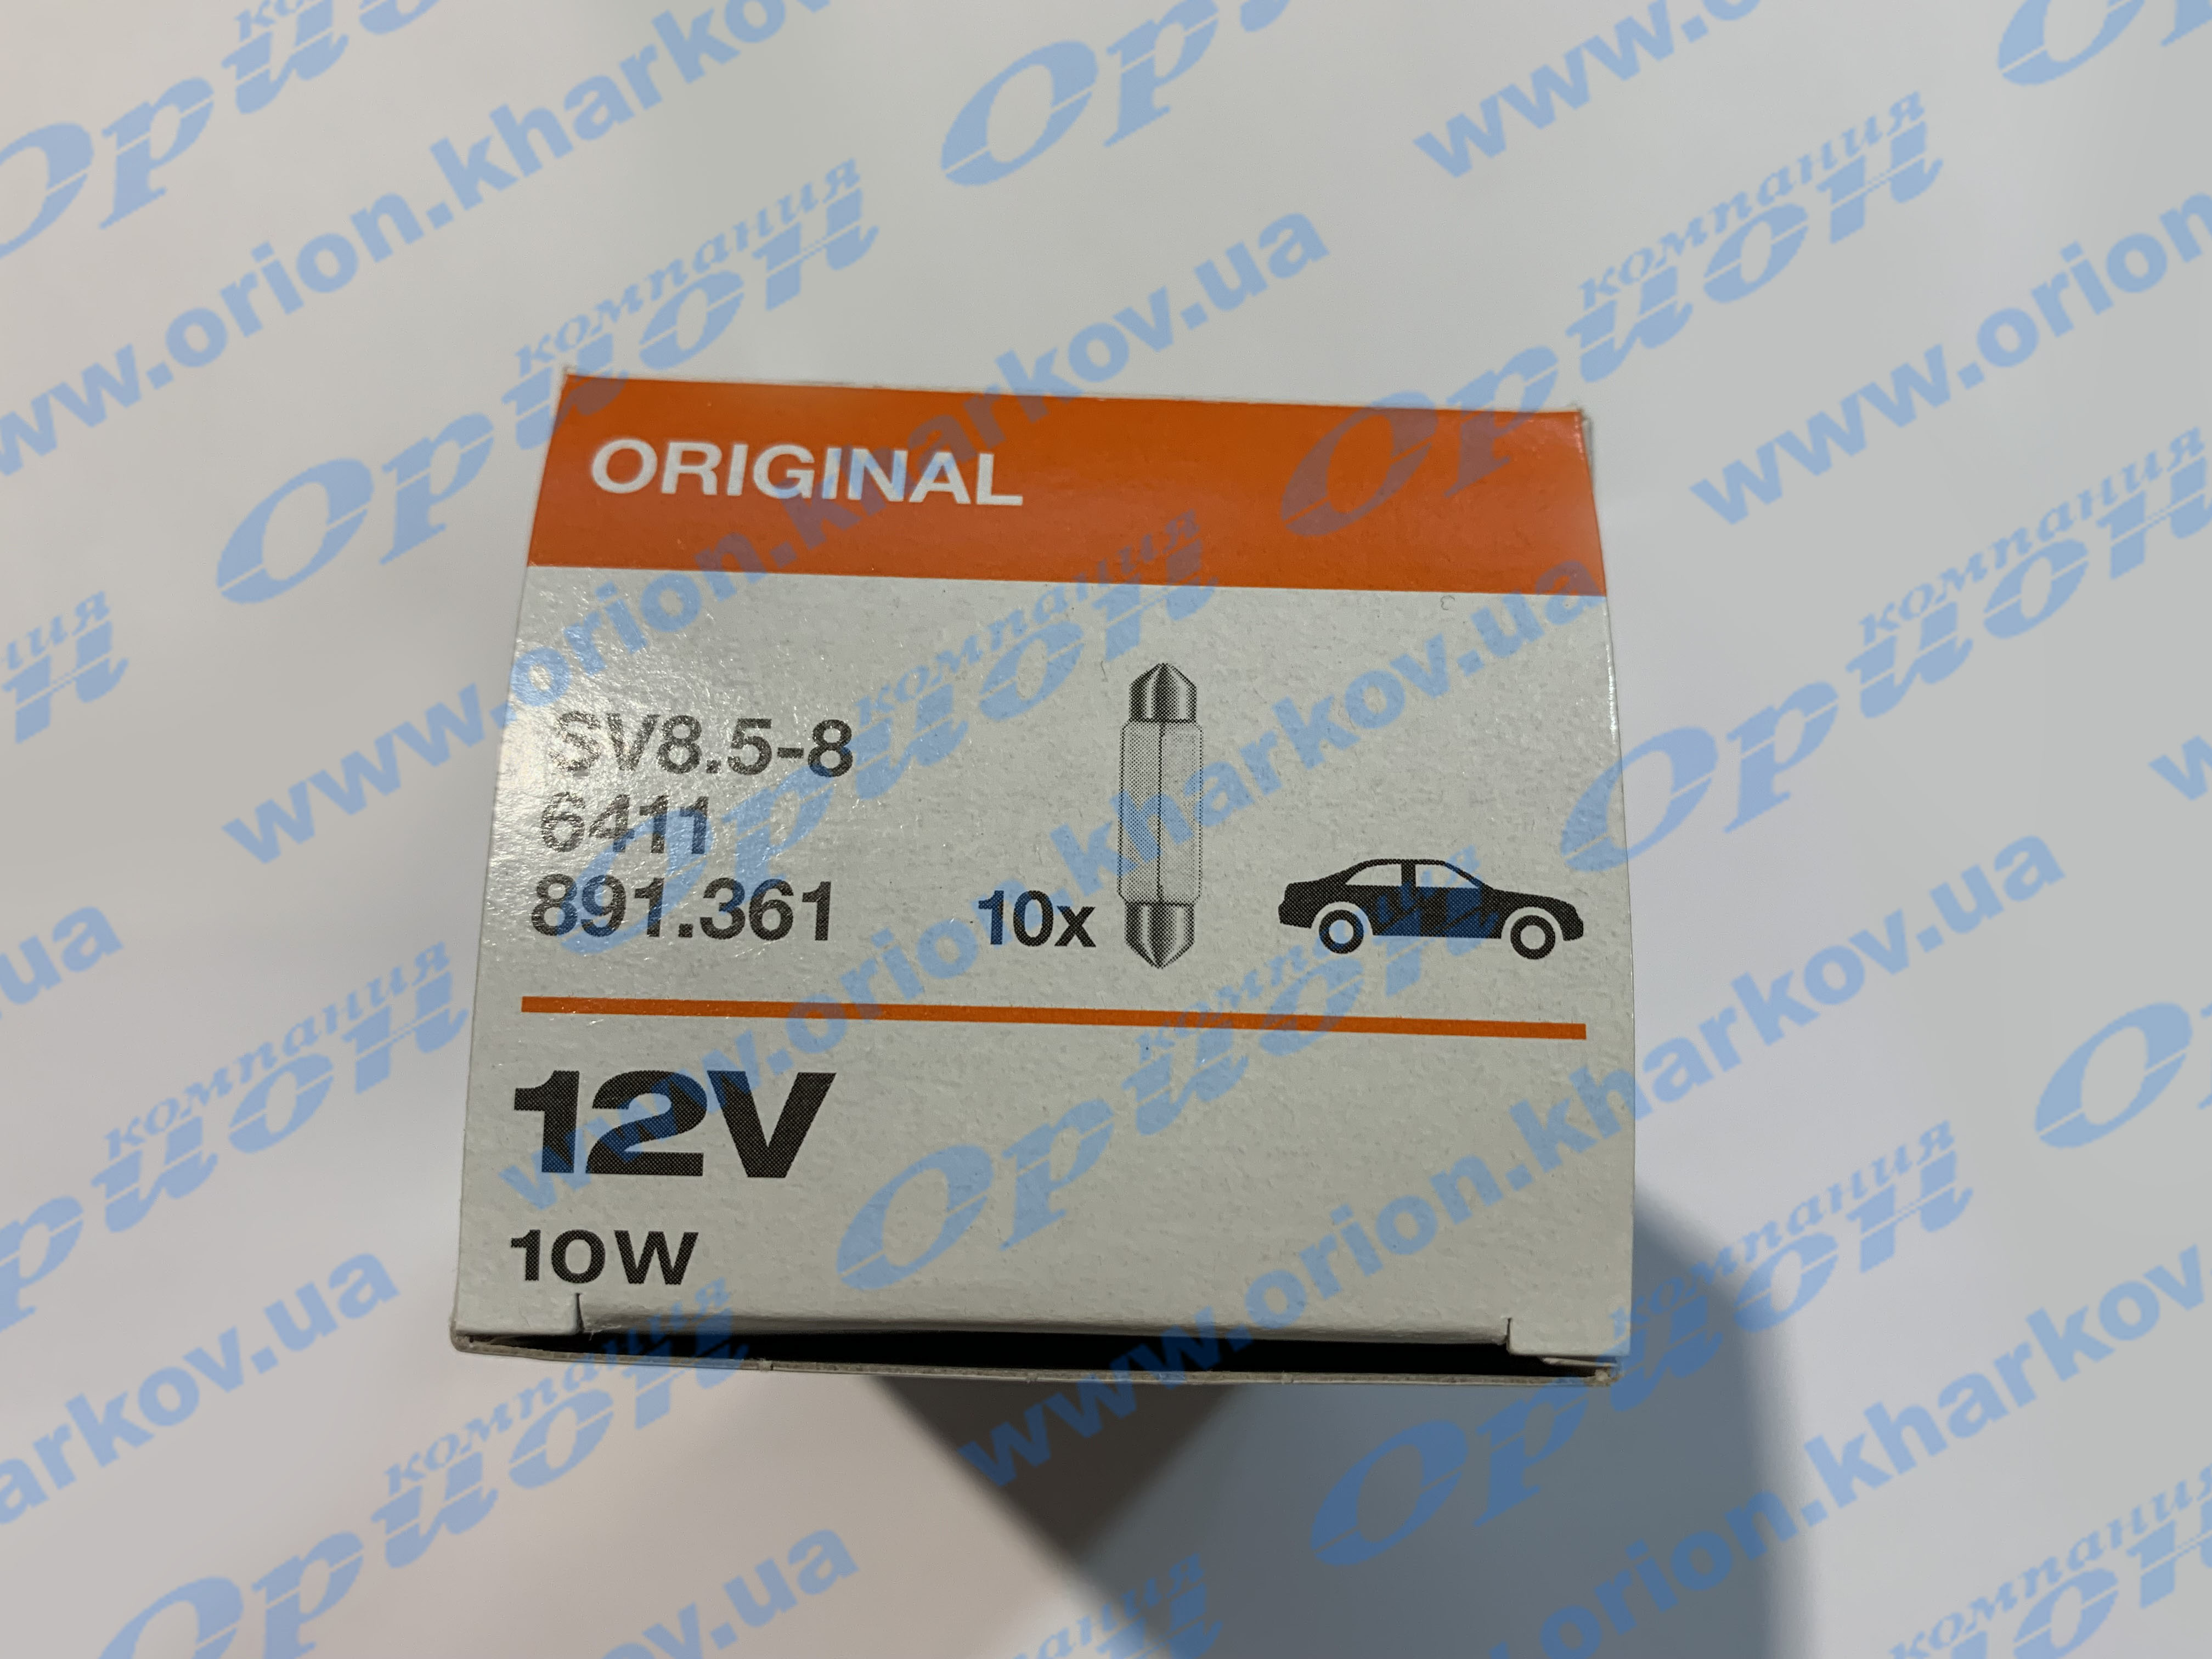 ORIGINAL
SV8.5-8
6411
891.361
10x
12V
10W
компания
Орион
www.orion.kharkov.ua